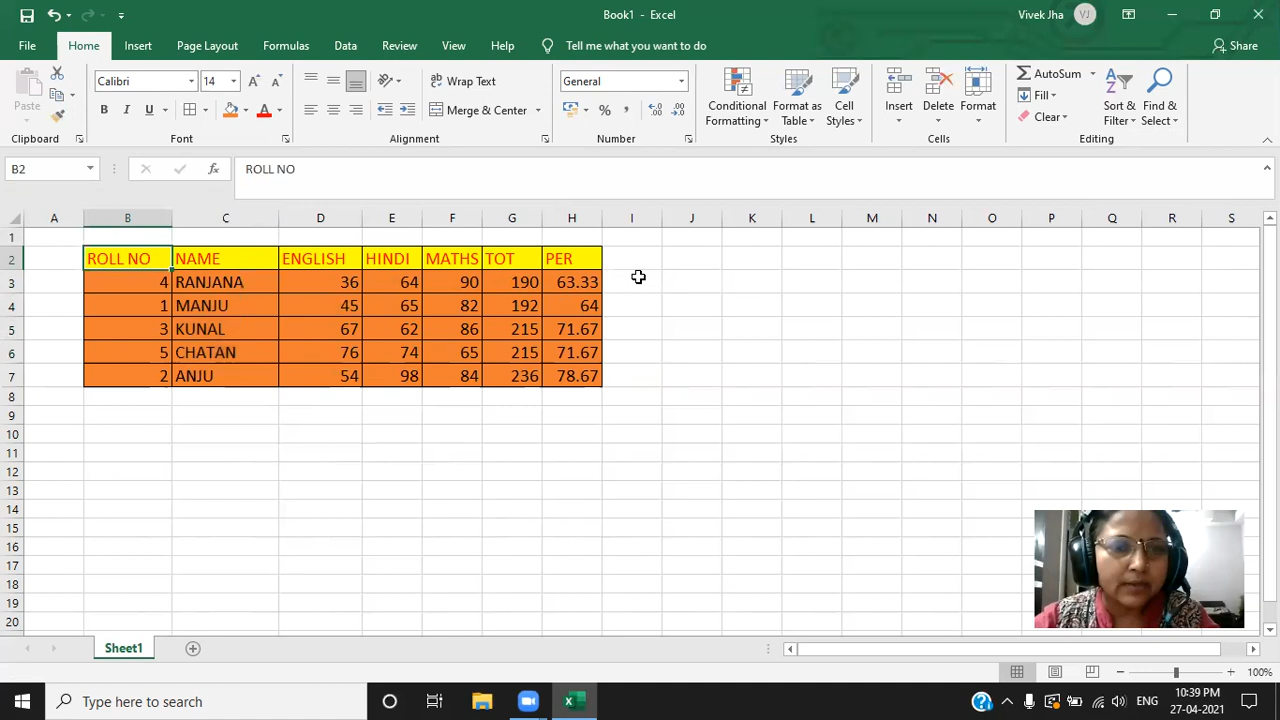 Book1 - Excel
Vivek Jha
VJ
File Home Insert Page Layout Formulas Data Review View Help Tell me what you want to do Share
Paste
Calibri 14
B I U
Wrap Text
Merge & Center
General
% ,
Conditional Formatting
Format as Table
Cell Styles
Insert Delete Format
AutoSum
Fill
Clear
Sort & Filter
Find & Select
Clipboard Font Alignment Number Styles Cells Editing
B2 fx ROLL NO
A B C D E F G H I J K L M N O P Q R S
1
2 ROLL NO NAME ENGLISH HINDI MATHS TOT PER
3 4 RANJANA 36 64 90 190 63.33
4 1 MANJU 45 65 82 192 64
5 3 KUNAL 67 62 86 215 71.67
6 5 CHATAN 76 74 65 215 71.67
7 2 ANJU 54 98 84 236 78.67
8
9
10
11
12
13
14
15
16
17
18
19
20
Sheet1
100%
Type here to search
ENG
10:39 PM
27-04-2021